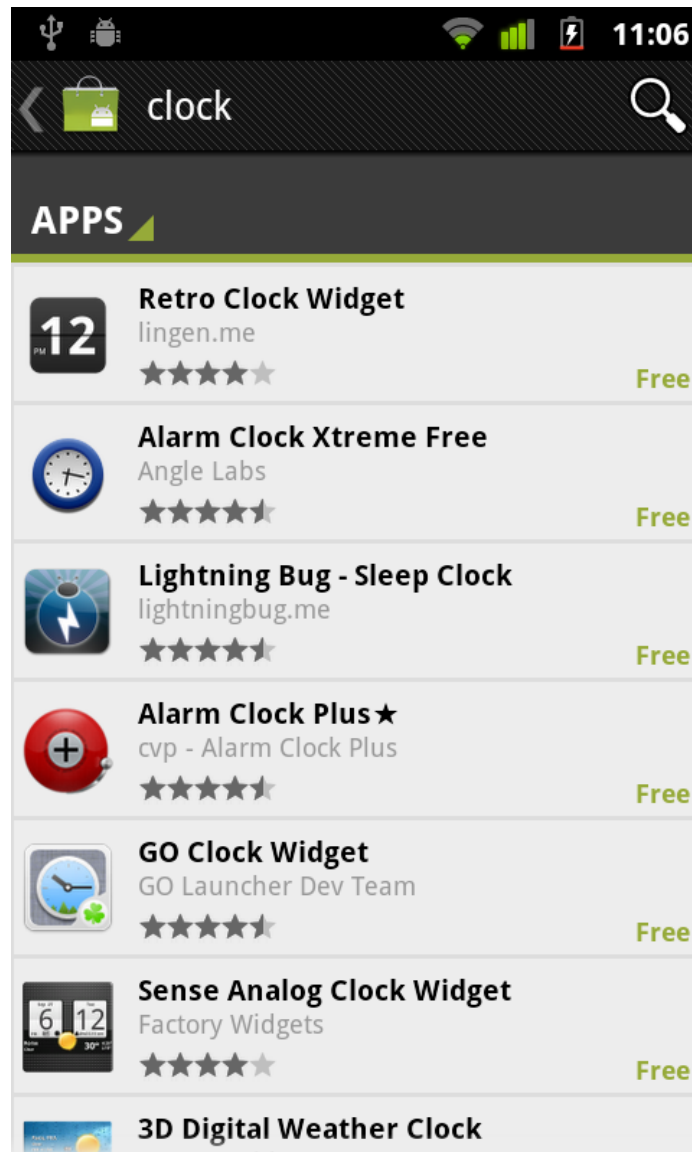 11:06
clock
APPS
PM 12
Retro Clock Widget
lingen.me
Free
Alarm Clock Xtreme Free
Angle Labs
Free
Lightning Bug - Sleep Clock
lightningbug.me
Free
Alarm Clock Plus★
cvp - Alarm Clock Plus
Free
GO Clock Widget
GO Launcher Dev Team
Free
6 12
30°
Sense Analog Clock Widget
Factory Widgets
Free
3D Digital Weather Clock